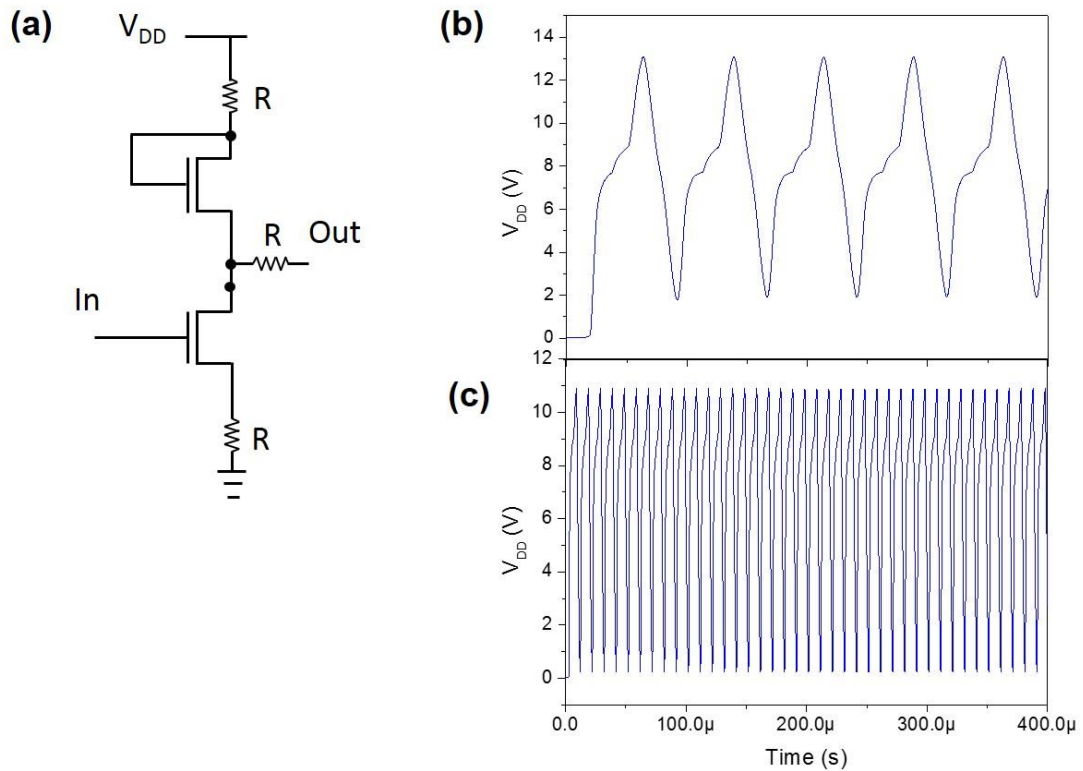 (a)
V_DD
R
R
Out
In
R
(b)
14
12
10
8
6
4
2
0
V_DD (V)
(c)
12
10
8
6
4
2
0
V_DD (V)
0.0
100.0µ
200.0µ
300.0µ
400.0µ
Time (s)